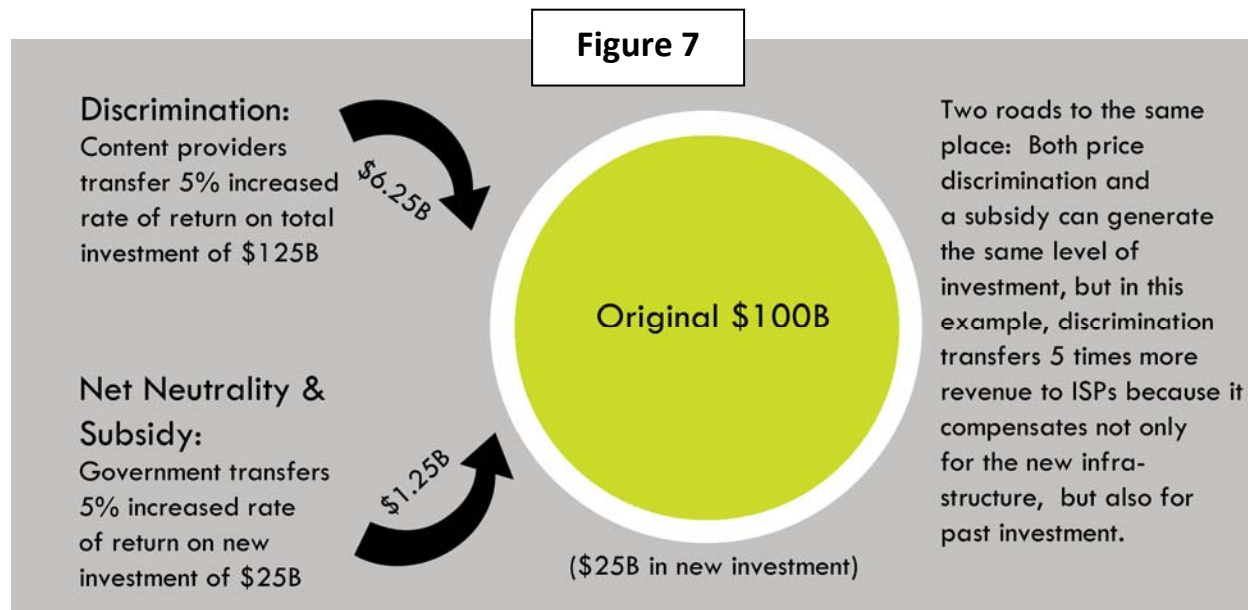 Figure 7
Discrimination:
Content providers
transfer 5% increased
rate of return on total
investment of $125B
$6.25B
Net Neutrality &
Subsidy:
Government transfers
5% increased rate
of return on new
investment of $25B
$1.25B
Original $100B
($25B in new investment)
Two roads to the same
place: Both price
discrimination and
a subsidy can generate
the same level of
investment, but in this
example, discrimination
transfers 5 times more
revenue to ISPs because it
compensates not only
for the new infra-
structure, but also for
past investment.